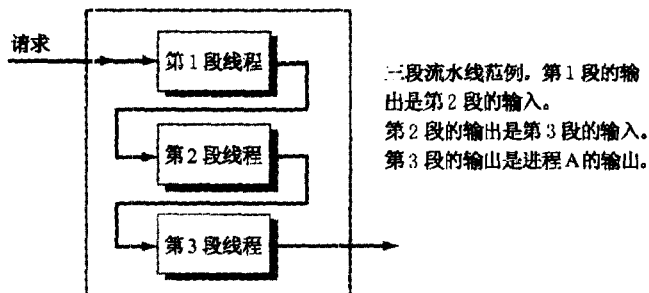 请求
第1段线程
第2段线程
第3段线程
三段流水线范例。第1段的输
出是第2段的输入。
第2段的输出是第3段的输入。
第3段的输出是进程A的输出。